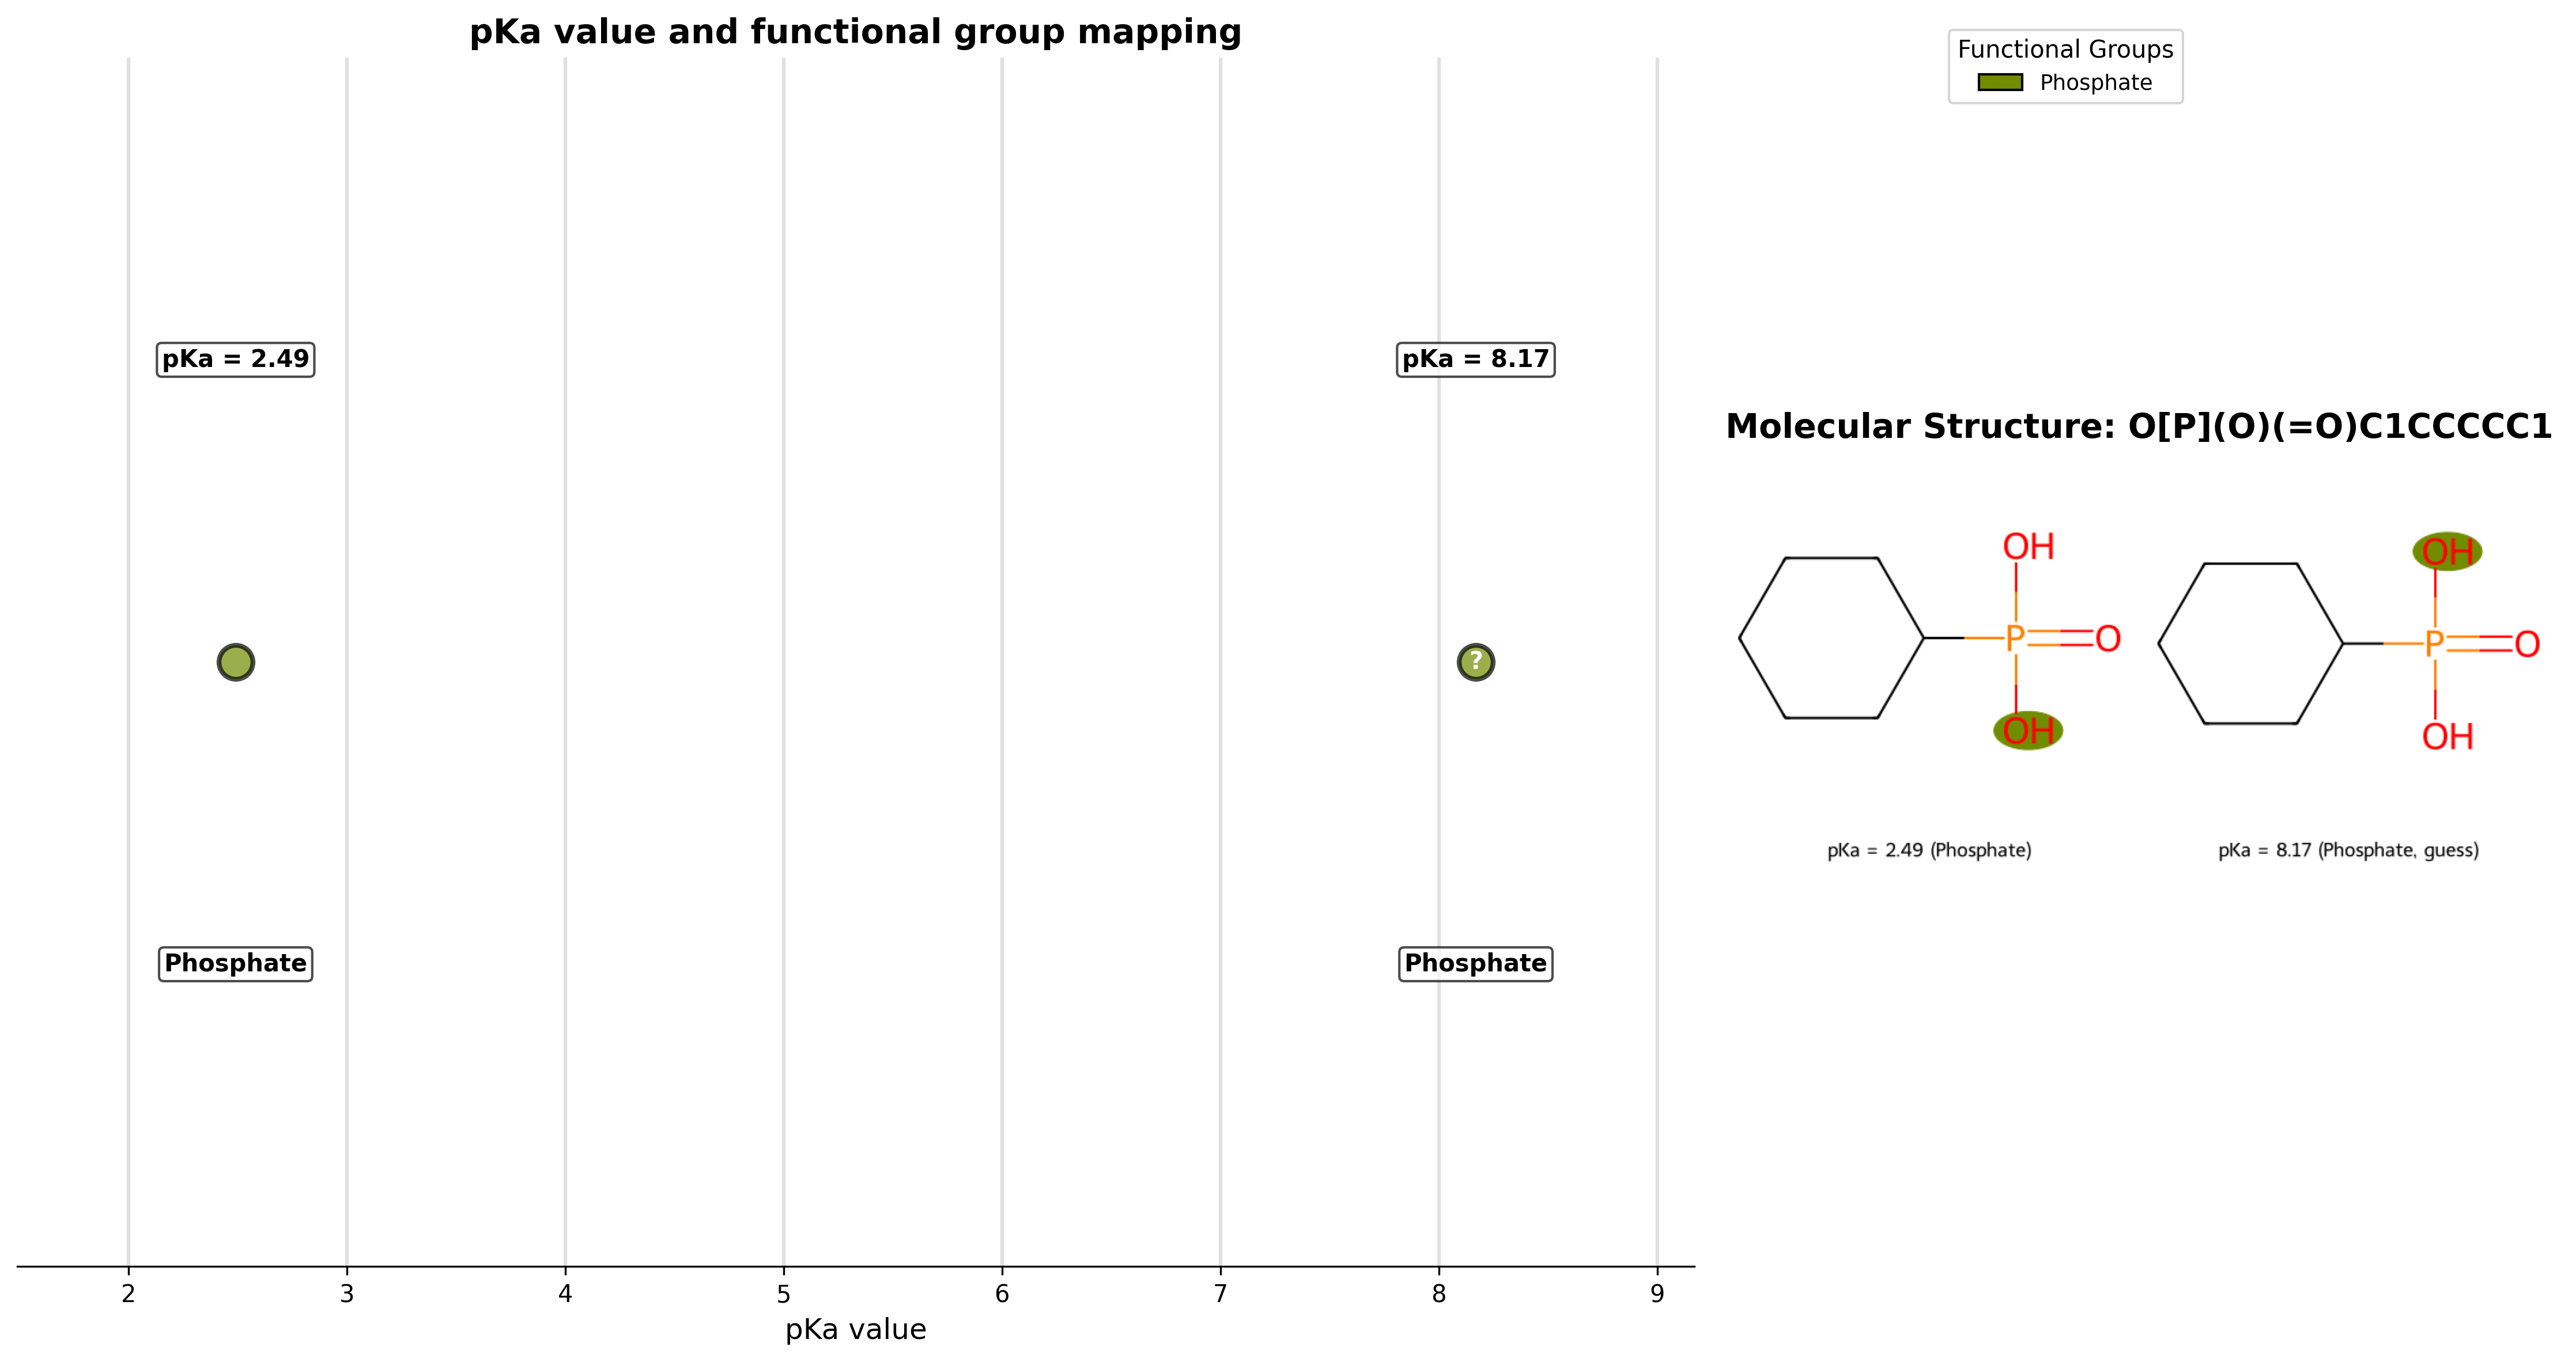 pKa value and functional group mapping
Functional Groups
Phosphate
pKa = 2.49
pKa = 8.17
Molecular Structure: O[P](O)(=O)C1CCCCC1
OH
P
O
OH
OH
P
O
OH
?
pKa = 2.49 (Phosphate)
pKa = 8.17 (Phosphate, guess)
Phosphate
Phosphate
2
3
4
5
6
7
8
9
pKa value